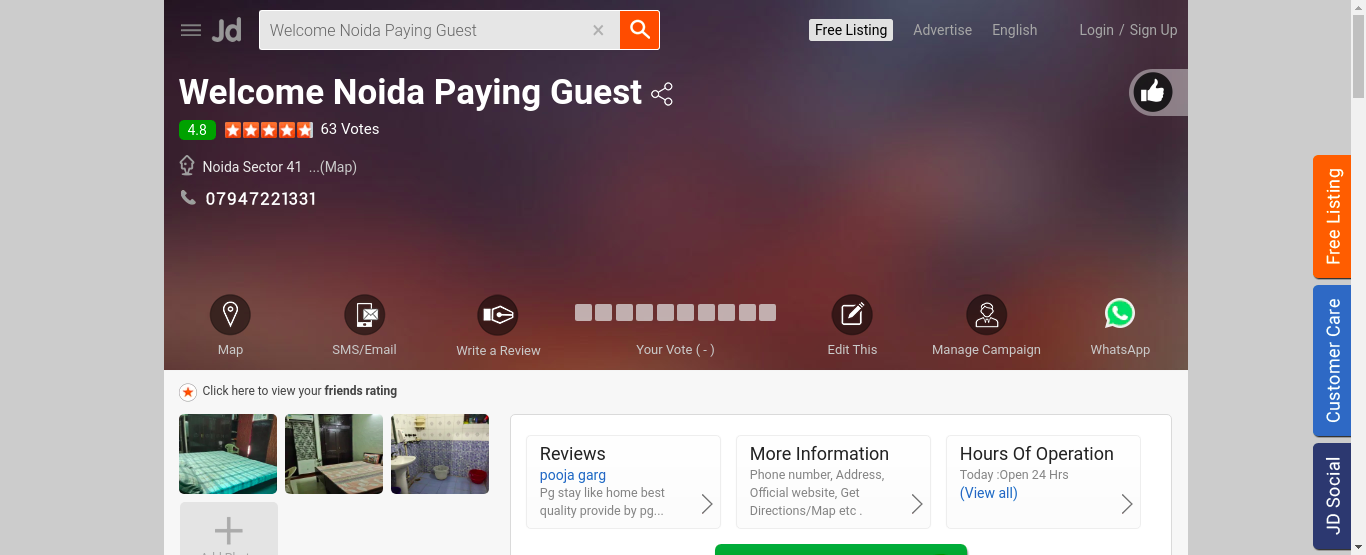 Jd
Welcome Noida Paying Guest
Free Listing
Advertise
English
Login / Sign Up
Welcome Noida Paying Guest
4.8
63 Votes
Noida Sector 41 ...(Map)
07947221331
Map
SMS/Email
Write a Review
Your Vote ( - )
Edit This
Manage Campaign
WhatsApp
Free Listing
Customer Care
JD Social
Click here to view your friends rating
Reviews
pooja garg
Pg stay like home best
quality provide by pg...
More Information
Phone number, Address,
Official website, Get
Directions/Map etc .
Hours Of Operation
Today :Open 24 Hrs
(View all)